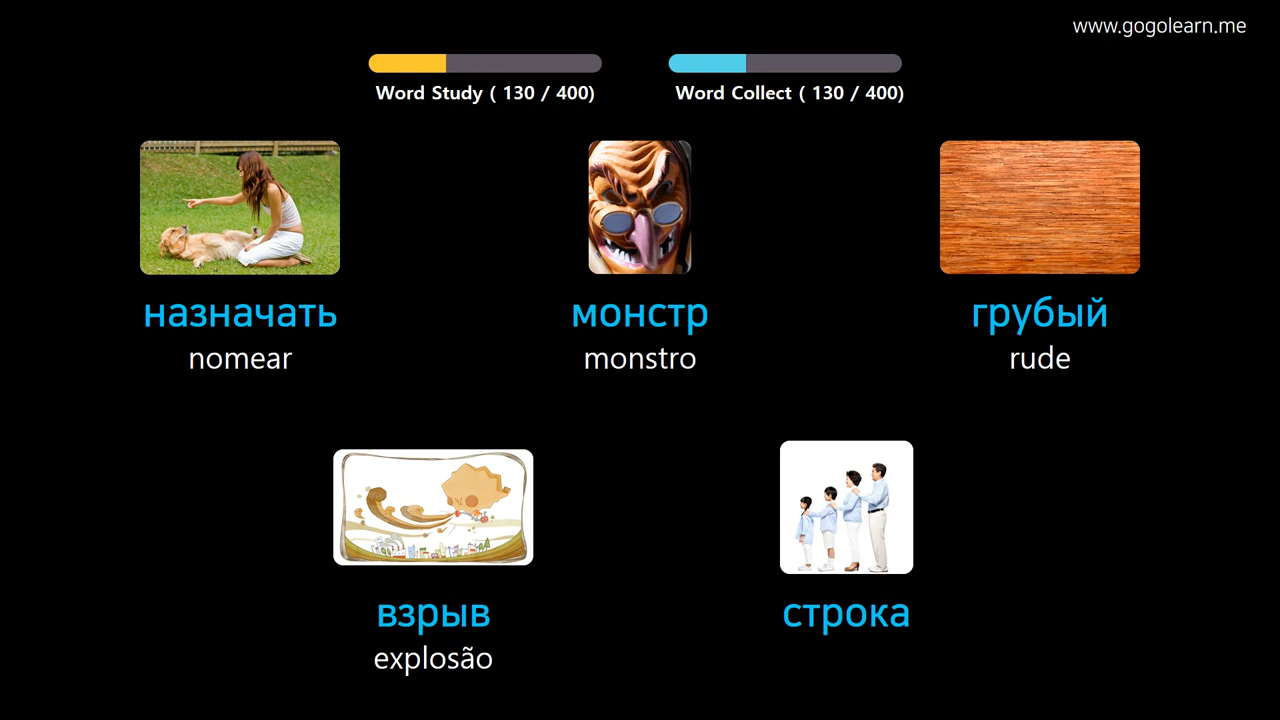 www.gogolearn.me
Word Study ( 130 / 400)
Word Collect ( 130 / 400)
назначать
nomear
монстр
monstro
грубый
rude
взрыв
explosão
строка